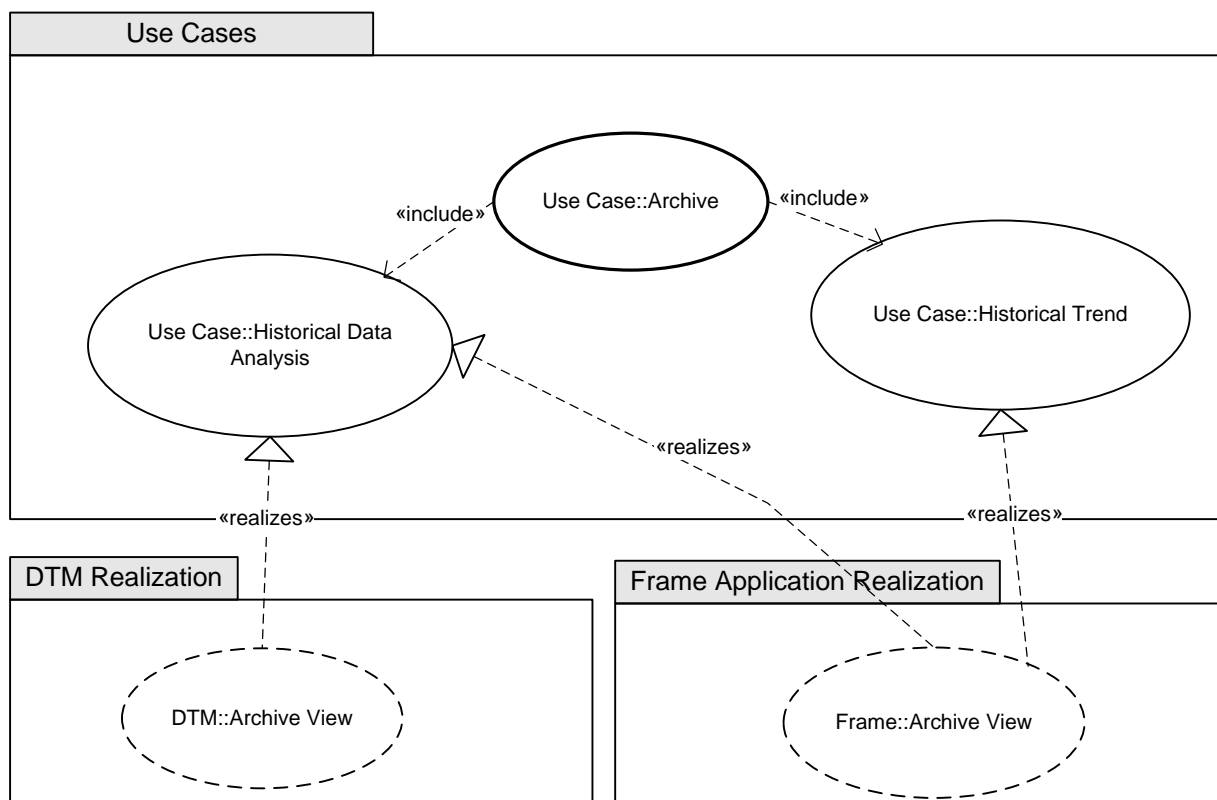 Use Cases
Use Case::Archive
«include»
«include»
Use Case::Historical Data
Analysis
Use Case::Historical Trend
«realizes»
«realizes»
«realizes»
DTM Realization
Frame Application Realization
DTM::Archive View
Frame::Archive View